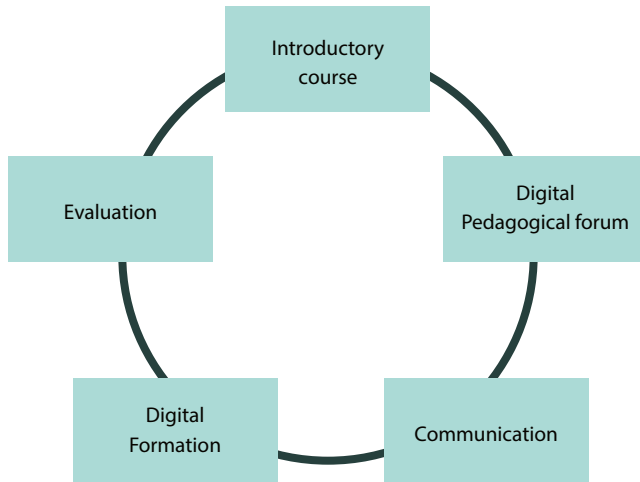 Introductory
course
Digital
Pedagogical forum
Communication
Digital
Formation
Evaluation